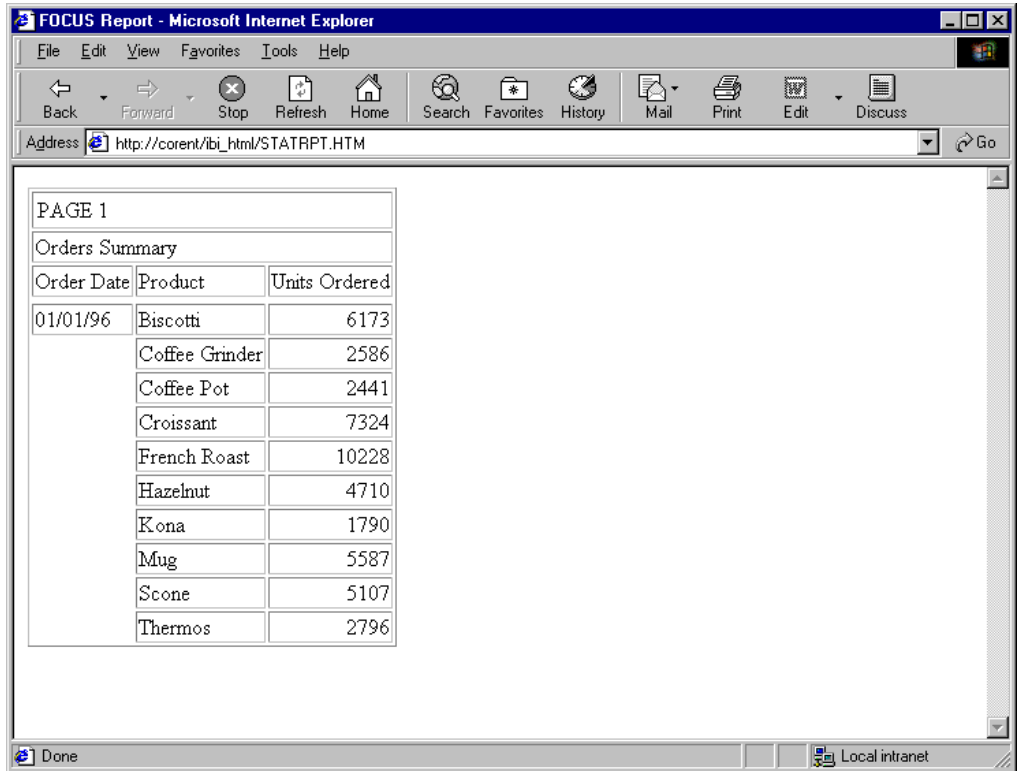 FOCUS Report - Microsoft Internet Explorer
File Edit View Favorites Tools Help
Back Forward Stop Refresh Home Search Favorites History Mail Print Edit Discuss
Address http://corent/ibi_html/STATRPT.HTM Go
PAGE 1
Orders Summary
Order Date Product Units Ordered
01/01/96 Biscotti 6173
Coffee Grinder 2586
Coffee Pot 2441
Croissant 7324
French Roast 10228
Hazelnut 4710
Kona 1790
Mug 5587
Scone 5107
Thermos 2796
Done Local intranet